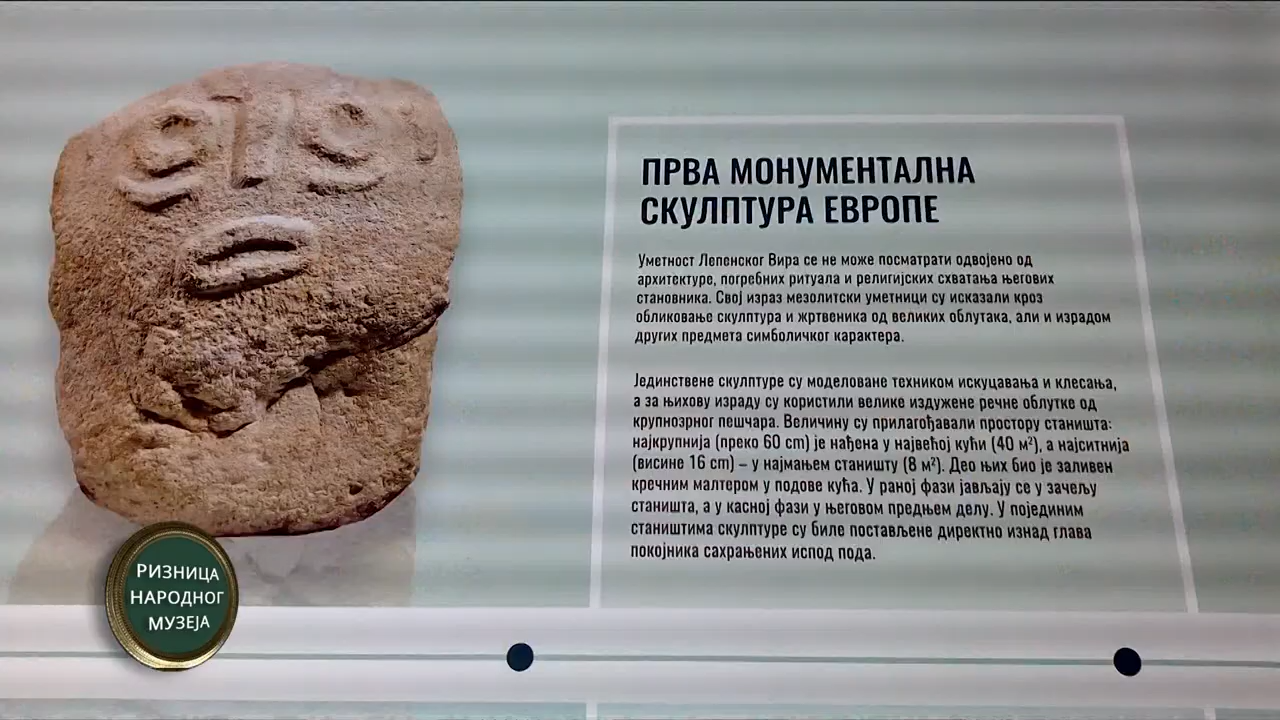 ПРВА МОНУМЕНТАЛНА
СКУЛПТУРА ЕВРОПЕ
Уметност Лепенског Вира се не може посматрати одвојено од
архитектуре, погребних ритуала и религијских схватања његових
становника. Свој израз мезолитски уметници су исказали кроз
обликовање скулптура и жртвеника од великих облутака, али и израдом
других предмета симболичког карактера.
Јединствене скулптуре су моделоване техником искуцавања и клесања,
а за њихову израду су користили велике издужене речне облутке од
крупнозрног пешчара. Величину су прилагођавали простору станишта:
најкрупнија (преко 60 cm) је нађена у највећој кући (40 м²), а најситнија
(висине 16 cm) – у најмањем станишту (8 м²). Део њих био је заливен
кречним малтером у подове кућа. У раној фази јављају се у зачељу
станишта, а у касној фази у његовом предњем делу. У појединим
стаништима скулптуре су биле постављене директно изнад глава
покојника сахрањених испод пода.
РИЗНИЦА
НАРОДНОГ
МУЗЕЈА